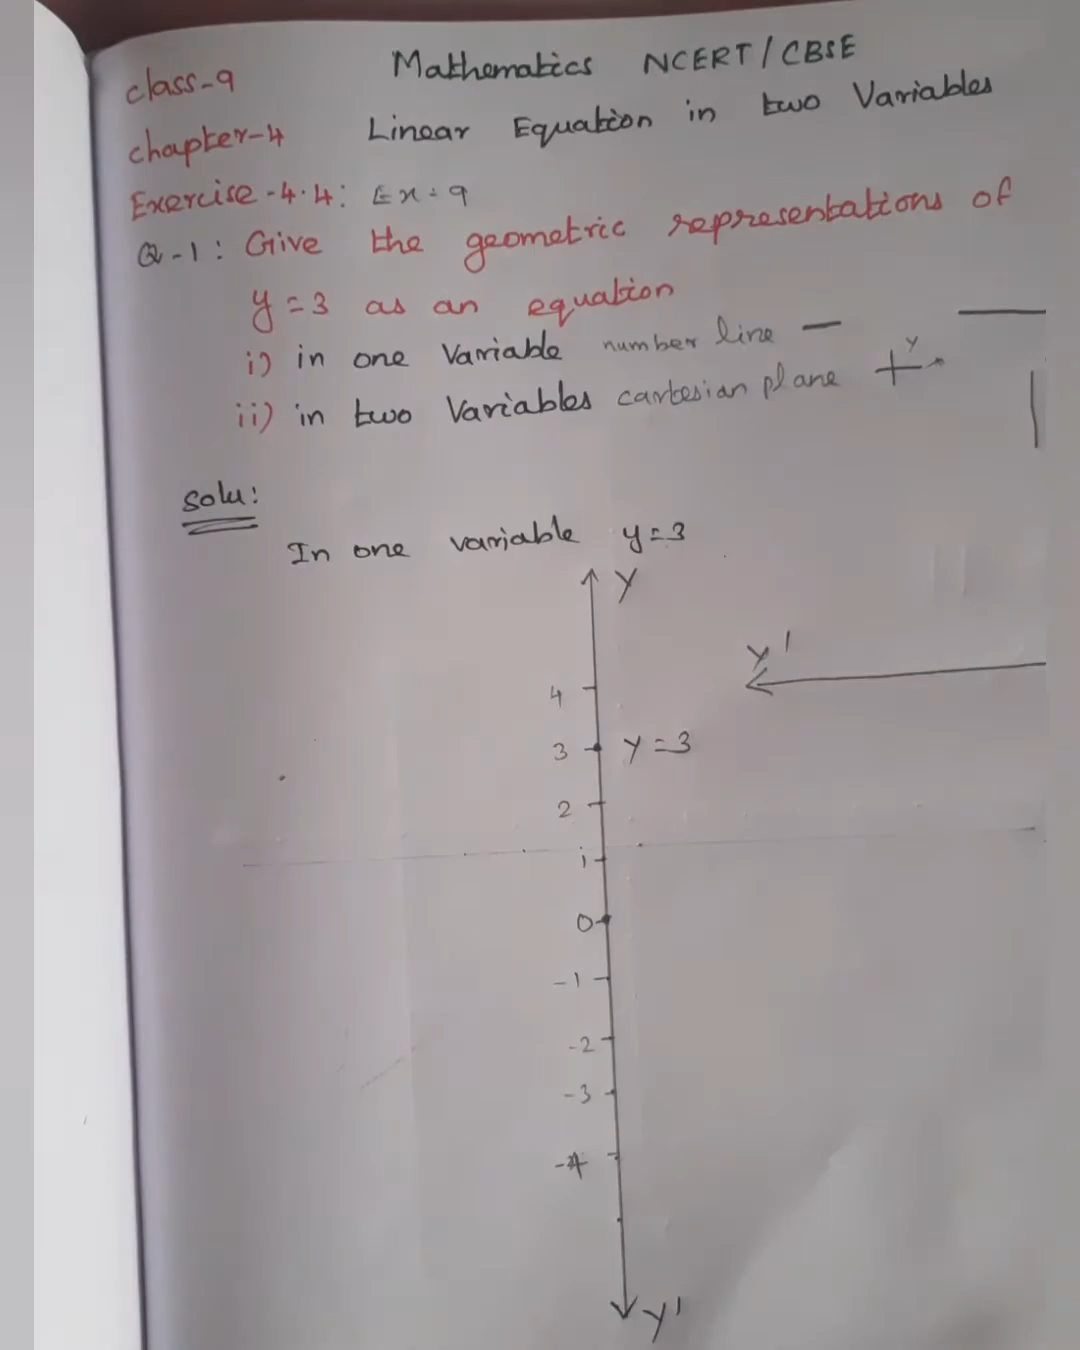 Mathematics NCERT/CBSE
class-9
chapter-4 Linear Equation in two Variables
Exercise-4.4: Ex:9
Q-1: Give the geometric representations of
y=3 as an equation
i) in one Variable number line —
ii) in two Variables cartesian plane
y
Solu:
In one variable y=3
Y
Y'
4
3 Y=3
2
1
0
-1
-2
-3
-4
Y'